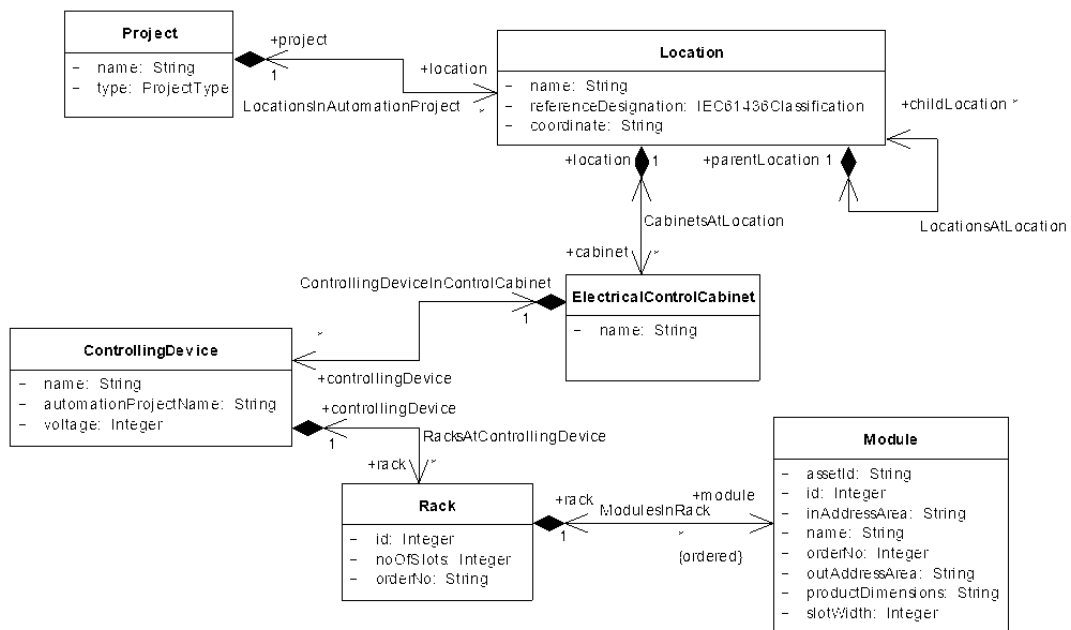 Project
- name: String
- type: ProjectType
+project
1
+location
*
LocationsInAutomationProject
Location
- name: String
- referenceDesignation: IEC61436Classification
- coordinate: String
+childLocation *
+location 1
+parentLocation 1
LocationsAtLocation
CabinetsAtLocation
+cabinet *
ControllingDeviceInControlCabinet
1
*
+controllingDevice
ElectricalControlCabinet
- name: String
ControllingDevice
- name: String
- automationProjectName: String
- voltage: Integer
+controllingDevice
1
RacksAtControllingDevice
+rack *
Rack
- id: Integer
- noOfSlots: Integer
- orderNo: String
+rack
1
ModulesInRack
+module
*
{ordered}
Module
- assetId: String
- id: Integer
- inAddressArea: String
- name: String
- orderNo: Integer
- outAddressArea: String
- productDimensions: String
- slotWidth: Integer